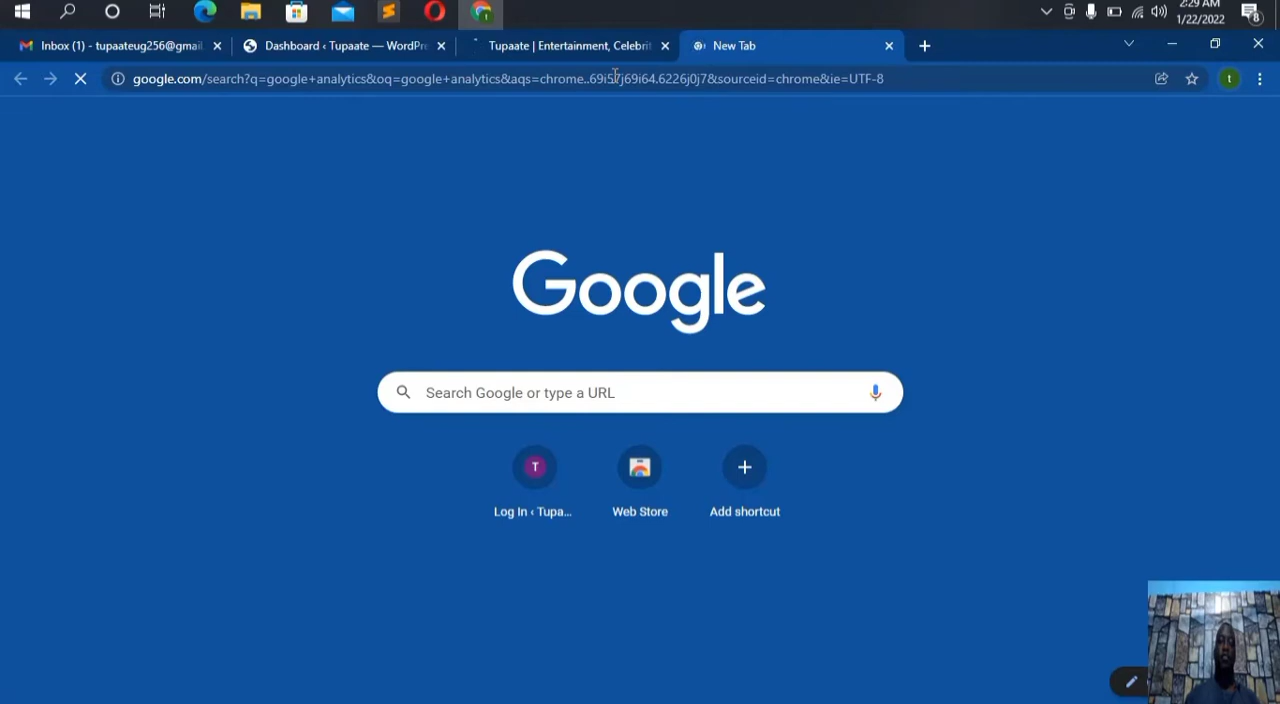 2:29 AM
1/22/2022
8
Inbox (1) - tupaateug256@gmai
Dashboard ‹ Tupaate — WordPr
Tupaate | Entertainment, Celebrit
New Tab
google.com/search?q=google+analytics&oq=google+analytics&aqs=chrome..69i57j69i64.6226j0j7&sourceid=chrome&ie=UTF-8
t
Google
Search Google or type a URL
T
Log In ‹ Tupa...
Web Store
Add shortcut